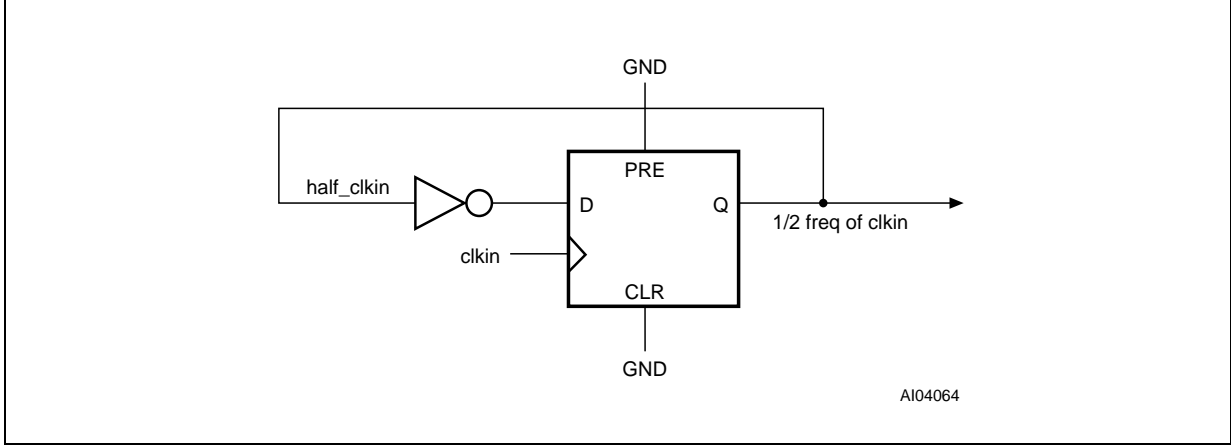 GND
PRE
half_clkin
D
Q
1/2 freq of clkin
clkin
CLR
GND
AI04064